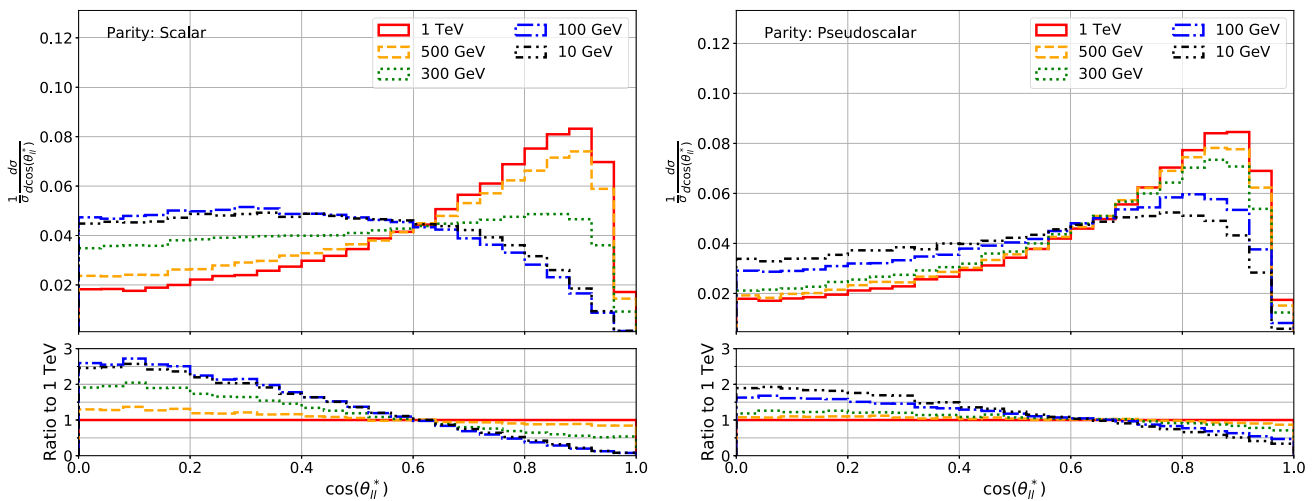 Parity: Scalar
1 TeV
500 GeV
300 GeV
100 GeV
10 GeV
0.12
0.10
0.08
0.06
0.04
0.02
1/σ dσ/dcos(θ*ll)
3
2
1
0
Ratio to 1 TeV
0.0 0.2 0.4 0.6 0.8 1.0
cos(θ*ll)
Parity: Pseudoscalar
1 TeV
500 GeV
300 GeV
100 GeV
10 GeV
0.12
0.10
0.08
0.06
0.04
0.02
1/σ dσ/dcos(θ*ll)
3
2
1
0
Ratio to 1 TeV
0.0 0.2 0.4 0.6 0.8 1.0
cos(θ*ll)